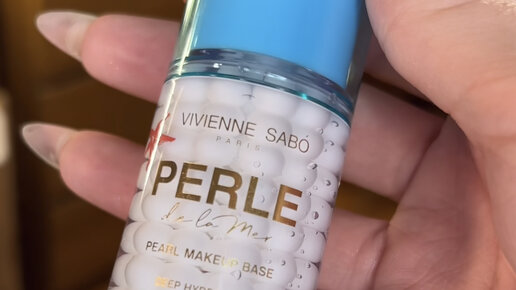 VIVIENNE SABÓ
PARIS
PERLE
de la Mer
PEARL MAKEUP BASE